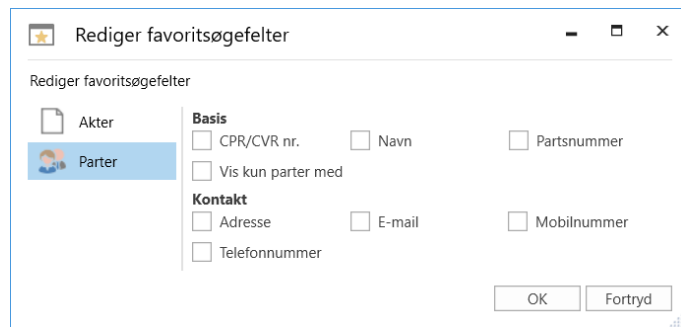 Rediger favoritsøgefelter
Rediger favoritsøgefelter
Akter
Parter
Basis
CPR/CVR nr. Navn Partsnummer
Vis kun parter med
Kontakt
Adresse E-mail Mobilnummer
Telefonnummer
OK Fortryd